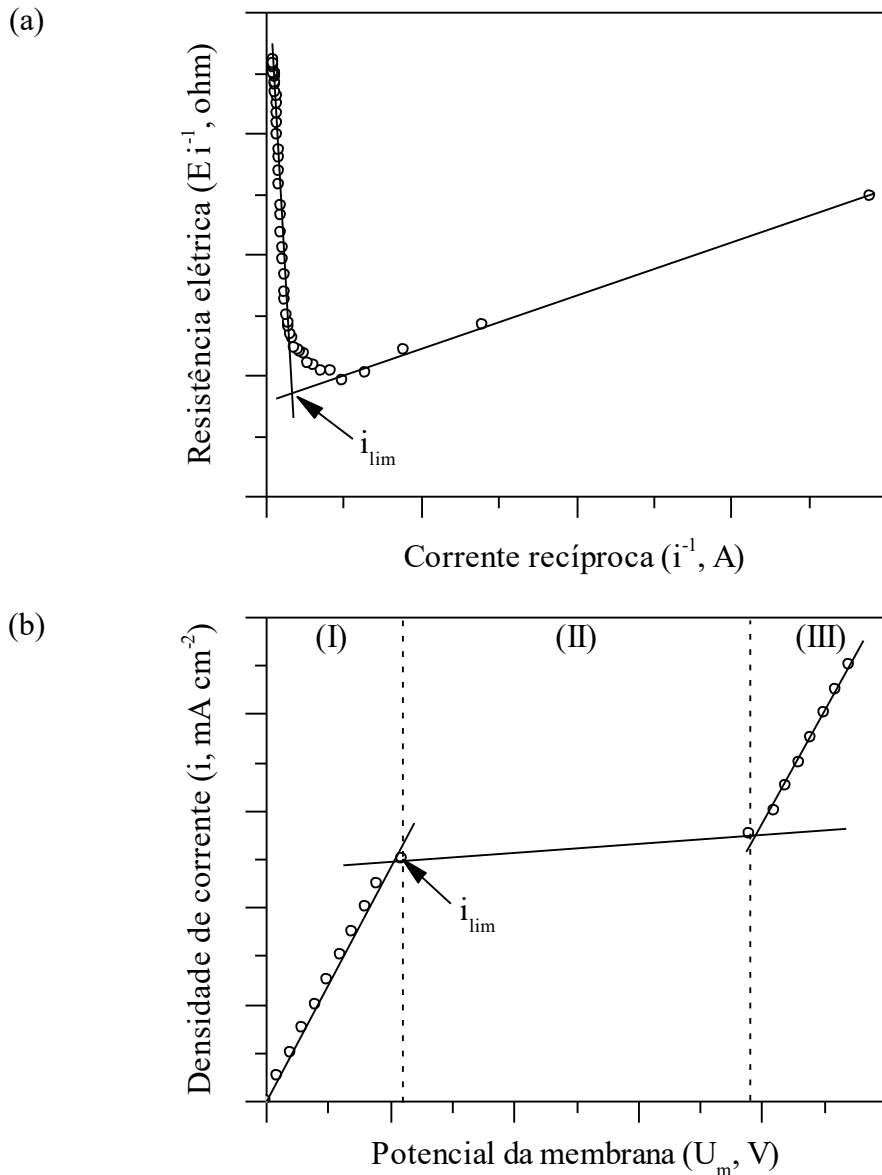 (a)
Resistência elétrica (E i⁻¹, ohm)
i_lim
Corrente recíproca (i⁻¹, A)
(b)
(I) (II) (III)
Densidade de corrente (i, mA cm⁻²)
i_lim
Potencial da membrana (U_m, V)